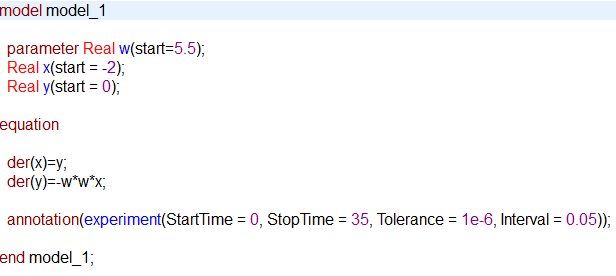 model model_1
parameter Real w(start=5.5);
Real x(start = -2);
Real y(start = 0);
equation
der(x)=y;
der(y)=-w*w*x;
annotation(experiment(StartTime = 0, StopTime = 35, Tolerance = 1e-6, Interval = 0.05));
end model_1;